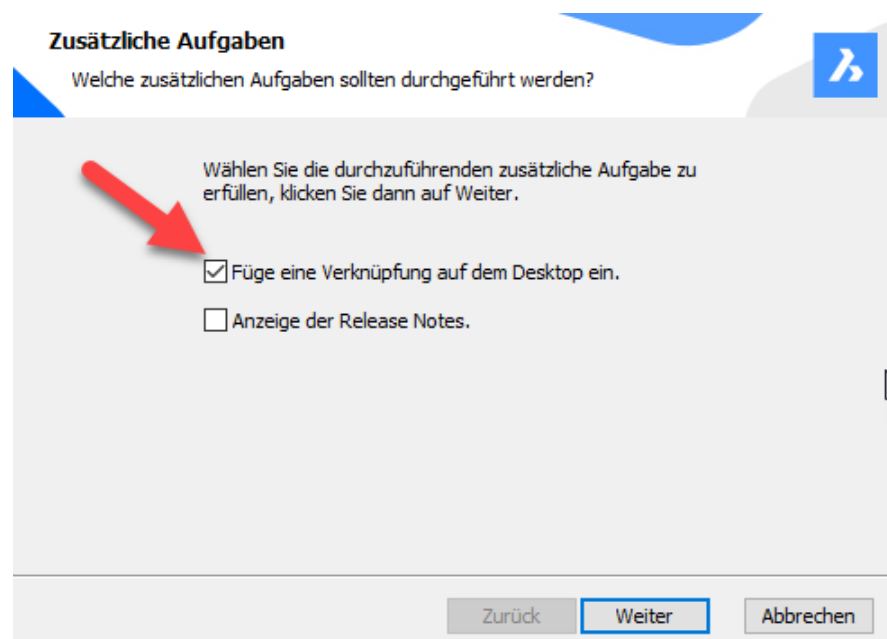 Zusätzliche Aufgaben
Welche zusätzlichen Aufgaben sollten durchgeführt werden?
Wählen Sie die durchzuführenden zusätzliche Aufgabe zu
erfüllen, klicken Sie dann auf Weiter.
Füge eine Verknüpfung auf dem Desktop ein.
Anzeige der Release Notes.
Zurück Weiter Abbrechen